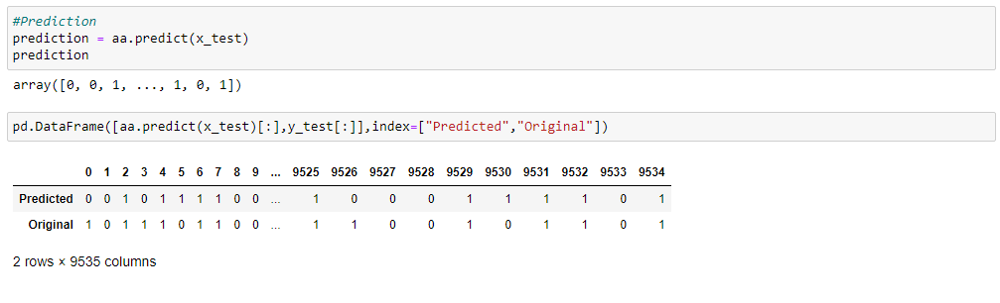 #Prediction
prediction = aa.predict(x_test)
prediction
array([0, 0, 1, ..., 1, 0, 1])
pd.DataFrame([aa.predict(x_test)[:],y_test[:]],index=["Predicted","Original"])
0 1 2 3 4 5 6 7 8 9 ... 9525 9526 9527 9528 9529 9530 9531 9532 9533 9534
Predicted 0 0 1 0 1 1 1 1 0 0 ... 1 0 0 0 1 1 1 1 0 1
Original 1 0 1 1 1 0 1 1 0 0 ... 1 1 0 0 1 0 1 1 0 1
2 rows × 9535 columns